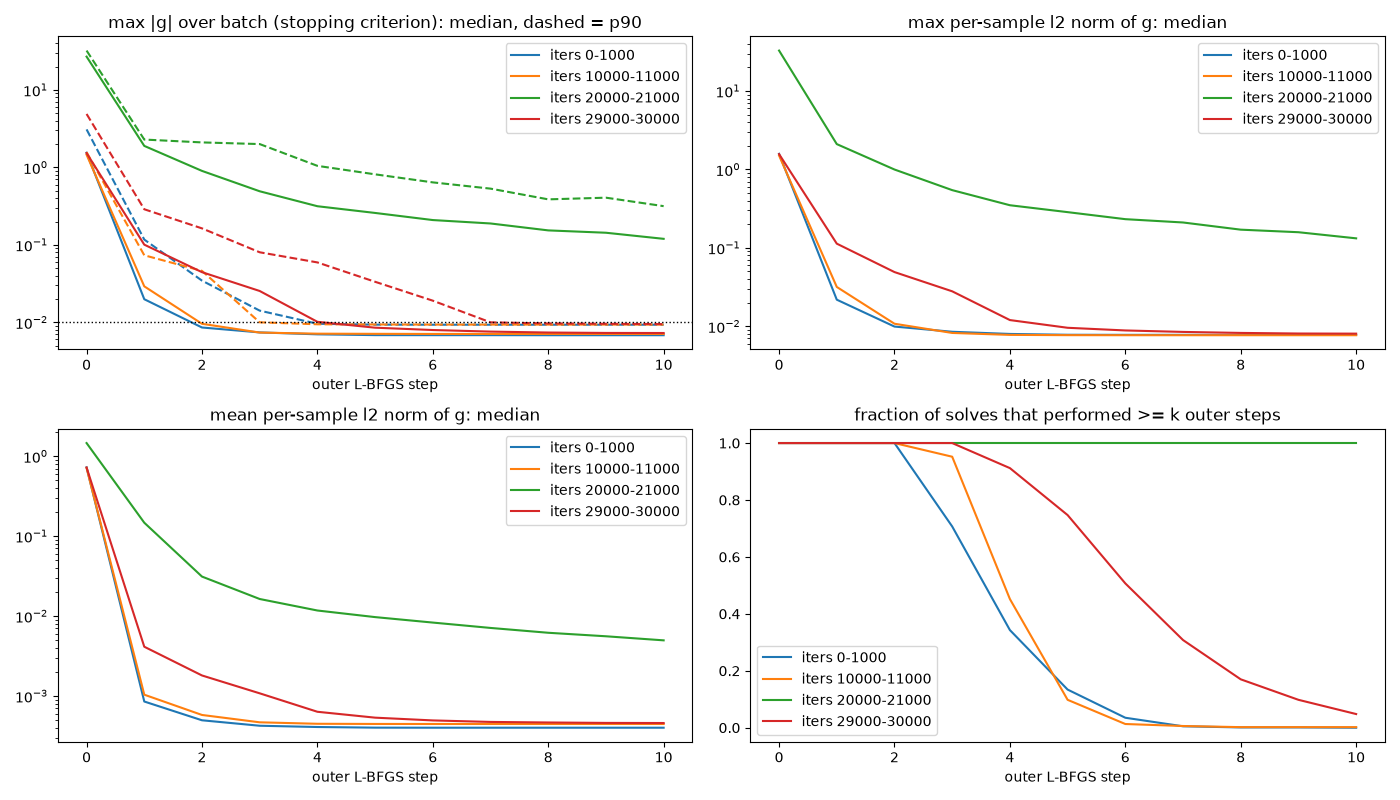 max |g| over batch (stopping criterion): median, dashed = p90
10¹
10⁰
10⁻¹
10⁻²
0 2 4 6 8 10
outer L-BFGS step
iters 0-1000
iters 10000-11000
iters 20000-21000
iters 29000-30000
max per-sample l2 norm of g: median
10¹
10⁰
10⁻¹
10⁻²
0 2 4 6 8 10
outer L-BFGS step
iters 0-1000
iters 10000-11000
iters 20000-21000
iters 29000-30000
mean per-sample l2 norm of g: median
10⁰
10⁻¹
10⁻²
10⁻³
0 2 4 6 8 10
outer L-BFGS step
iters 0-1000
iters 10000-11000
iters 20000-21000
iters 29000-30000
fraction of solves that performed >= k outer steps
1.0
0.8
0.6
0.4
0.2
0.0
0 2 4 6 8 10
outer L-BFGS step
iters 0-1000
iters 10000-11000
iters 20000-21000
iters 29000-30000